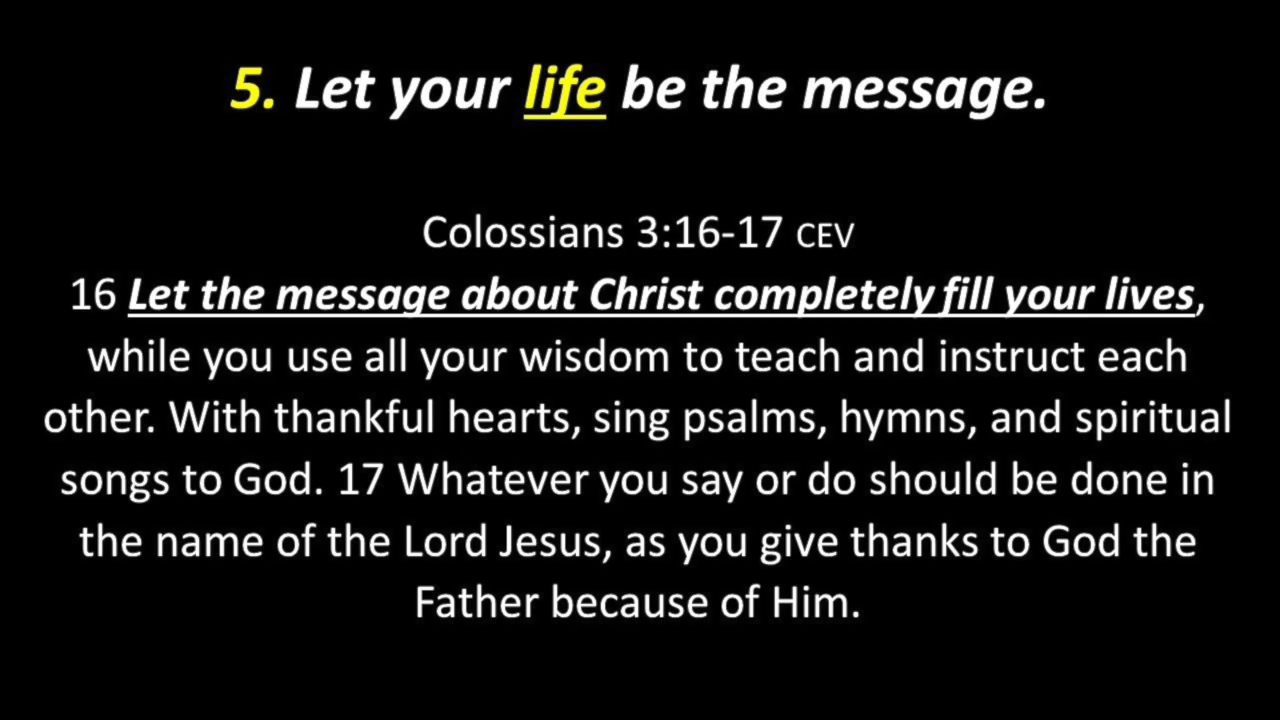 5. Let your life be the message.
Colossians 3:16-17 CEV
16 Let the message about Christ completely fill your lives,
while you use all your wisdom to teach and instruct each
other. With thankful hearts, sing psalms, hymns, and spiritual
songs to God. 17 Whatever you say or do should be done in
the name of the Lord Jesus, as you give thanks to God the
Father because of Him.